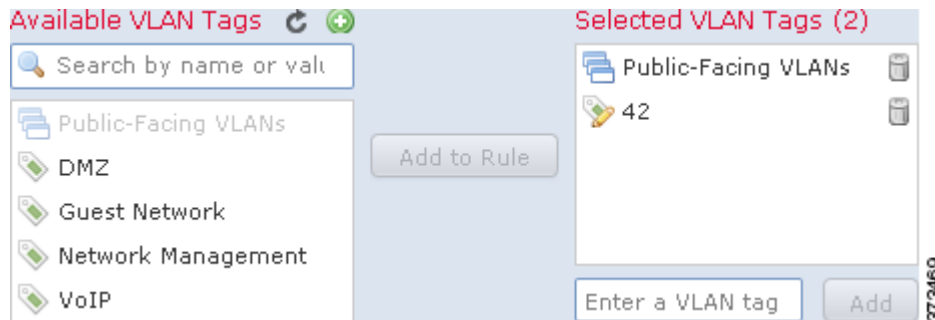 Available VLAN Tags
Search by name or valu
Public-Facing VLANs
DMZ
Guest Network
Network Management
VoIP
Add to Rule
Selected VLAN Tags (2)
Public-Facing VLANs
42
Enter a VLAN tag
Add
372469